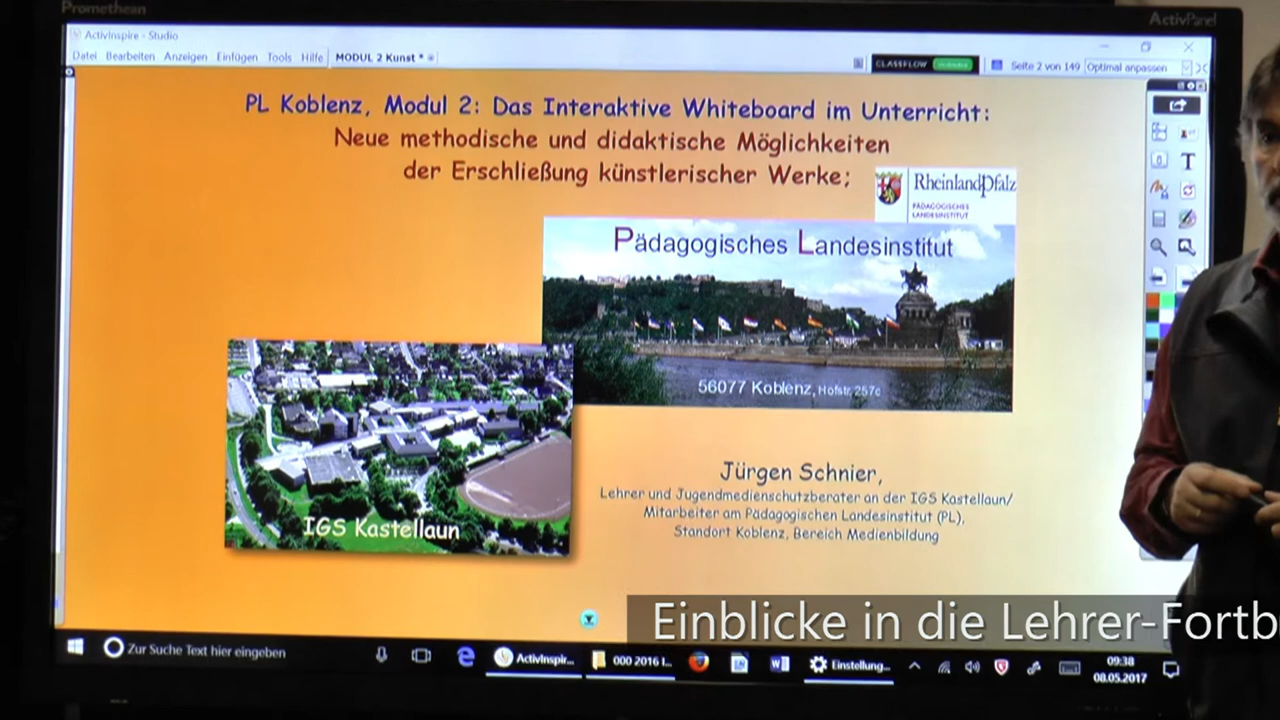 Promethean
ActivPanel
ActivInspire - Studio
Datei Bearbeiten Anzeigen Einfügen Tools Hilfe MODUL 2 Kunst *
CLASSFLOW
Seite 2 von 149 Optimal anpassen
PL Koblenz, Modul 2: Das Interaktive Whiteboard im Unterricht:
Neue methodische und didaktische Möglichkeiten
der Erschließung künstlerischer Werke;
RheinlandPfalz
PÄDAGOGISCHES
LANDESINSTITUT
Pädagogisches Landesinstitut
56077 Koblenz, Hofstr. 257c
IGS Kastellaun
Jürgen Schnier,
Lehrer und Jugendmedienschutzberater an der IGS Kastellaun/
Mitarbeiter am Pädagogischen Landesinstitut (PL),
Standort Koblenz, Bereich Medienbildung
Einblicke in die Lehrer-Fortb
Zur Suche Text hier eingeben
ActivInspir...
000 2016 I...
Einstellung...
09:38
08.05.2017